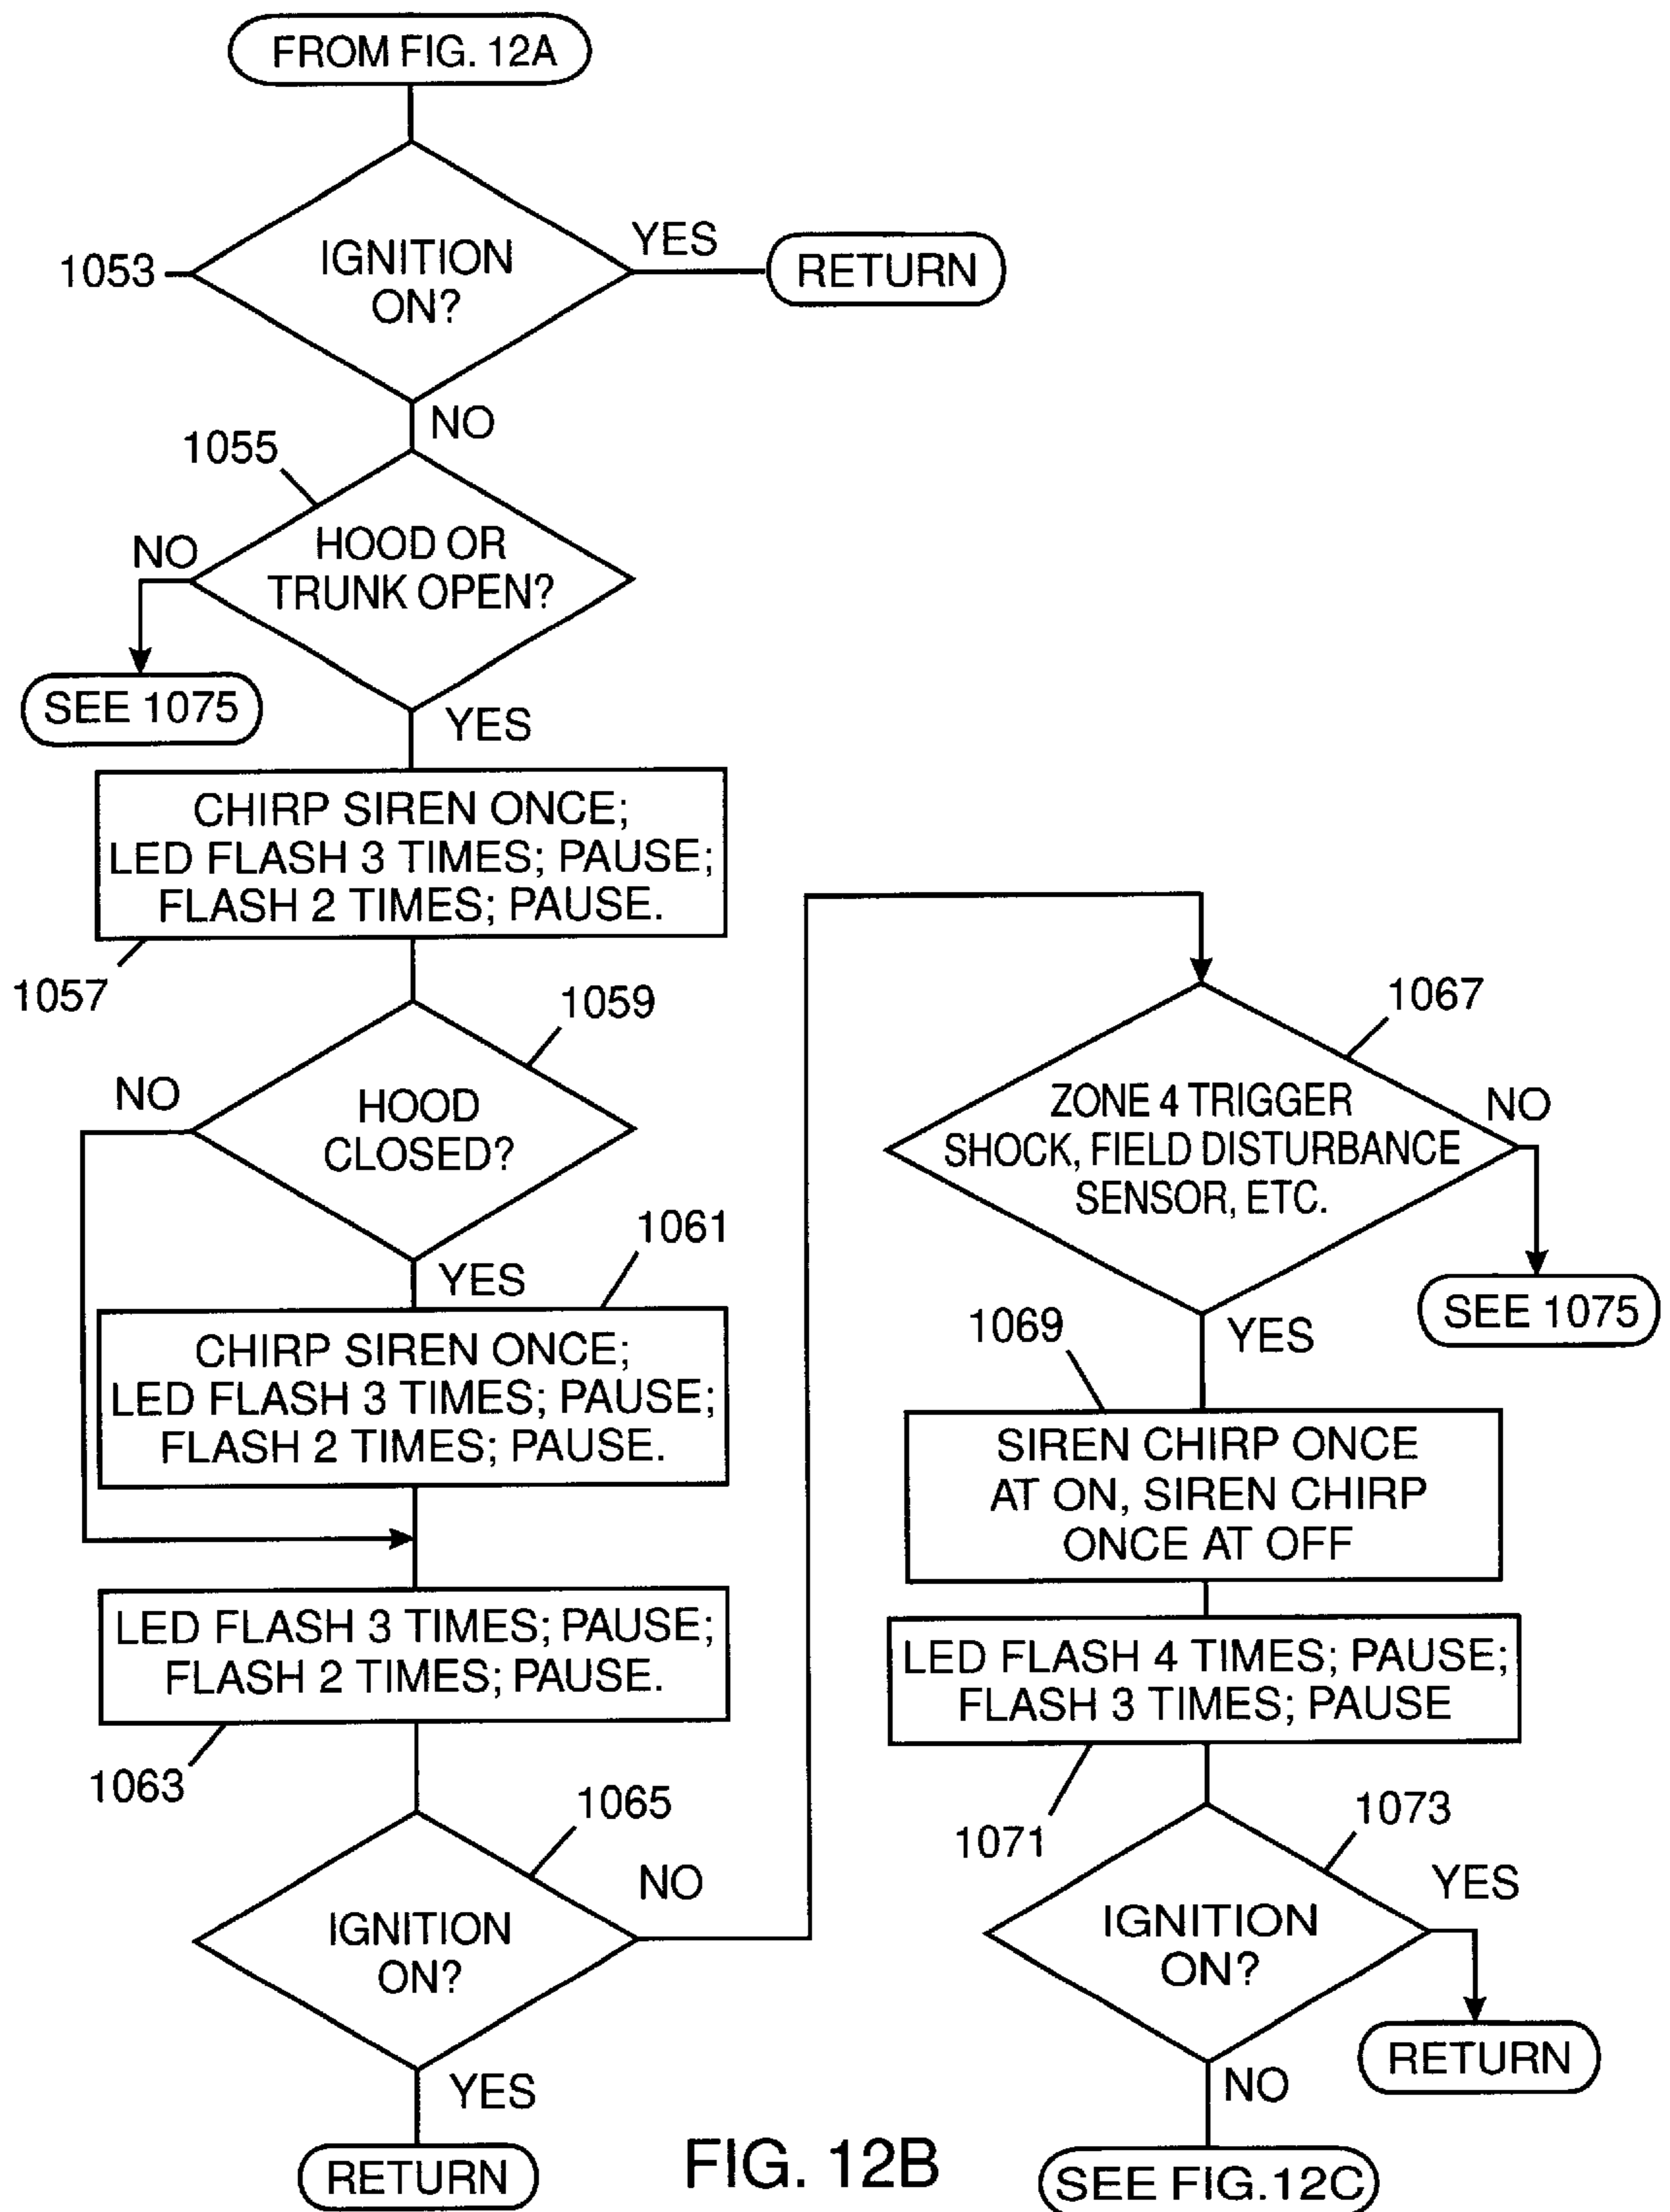 FROM FIG. 12A
1053
IGNITION
ON?
YES
RETURN
NO
1055
HOOD OR
TRUNK OPEN?
NO
SEE 1075
YES
CHIRP SIREN ONCE;
LED FLASH 3 TIMES; PAUSE;
FLASH 2 TIMES; PAUSE.
1057
1059
HOOD
CLOSED?
NO
YES
1061
CHIRP SIREN ONCE;
LED FLASH 3 TIMES; PAUSE;
FLASH 2 TIMES; PAUSE.
LED FLASH 3 TIMES; PAUSE;
FLASH 2 TIMES; PAUSE.
1063
1065
IGNITION
ON?
NO
YES
RETURN
1067
ZONE 4 TRIGGER
SHOCK, FIELD DISTURBANCE
SENSOR, ETC.
NO
SEE 1075
YES
1069
SIREN CHIRP ONCE
AT ON, SIREN CHIRP
ONCE AT OFF
LED FLASH 4 TIMES; PAUSE;
FLASH 3 TIMES; PAUSE
1071
1073
IGNITION
ON?
YES
RETURN
NO
SEE FIG.12C
FIG. 12B